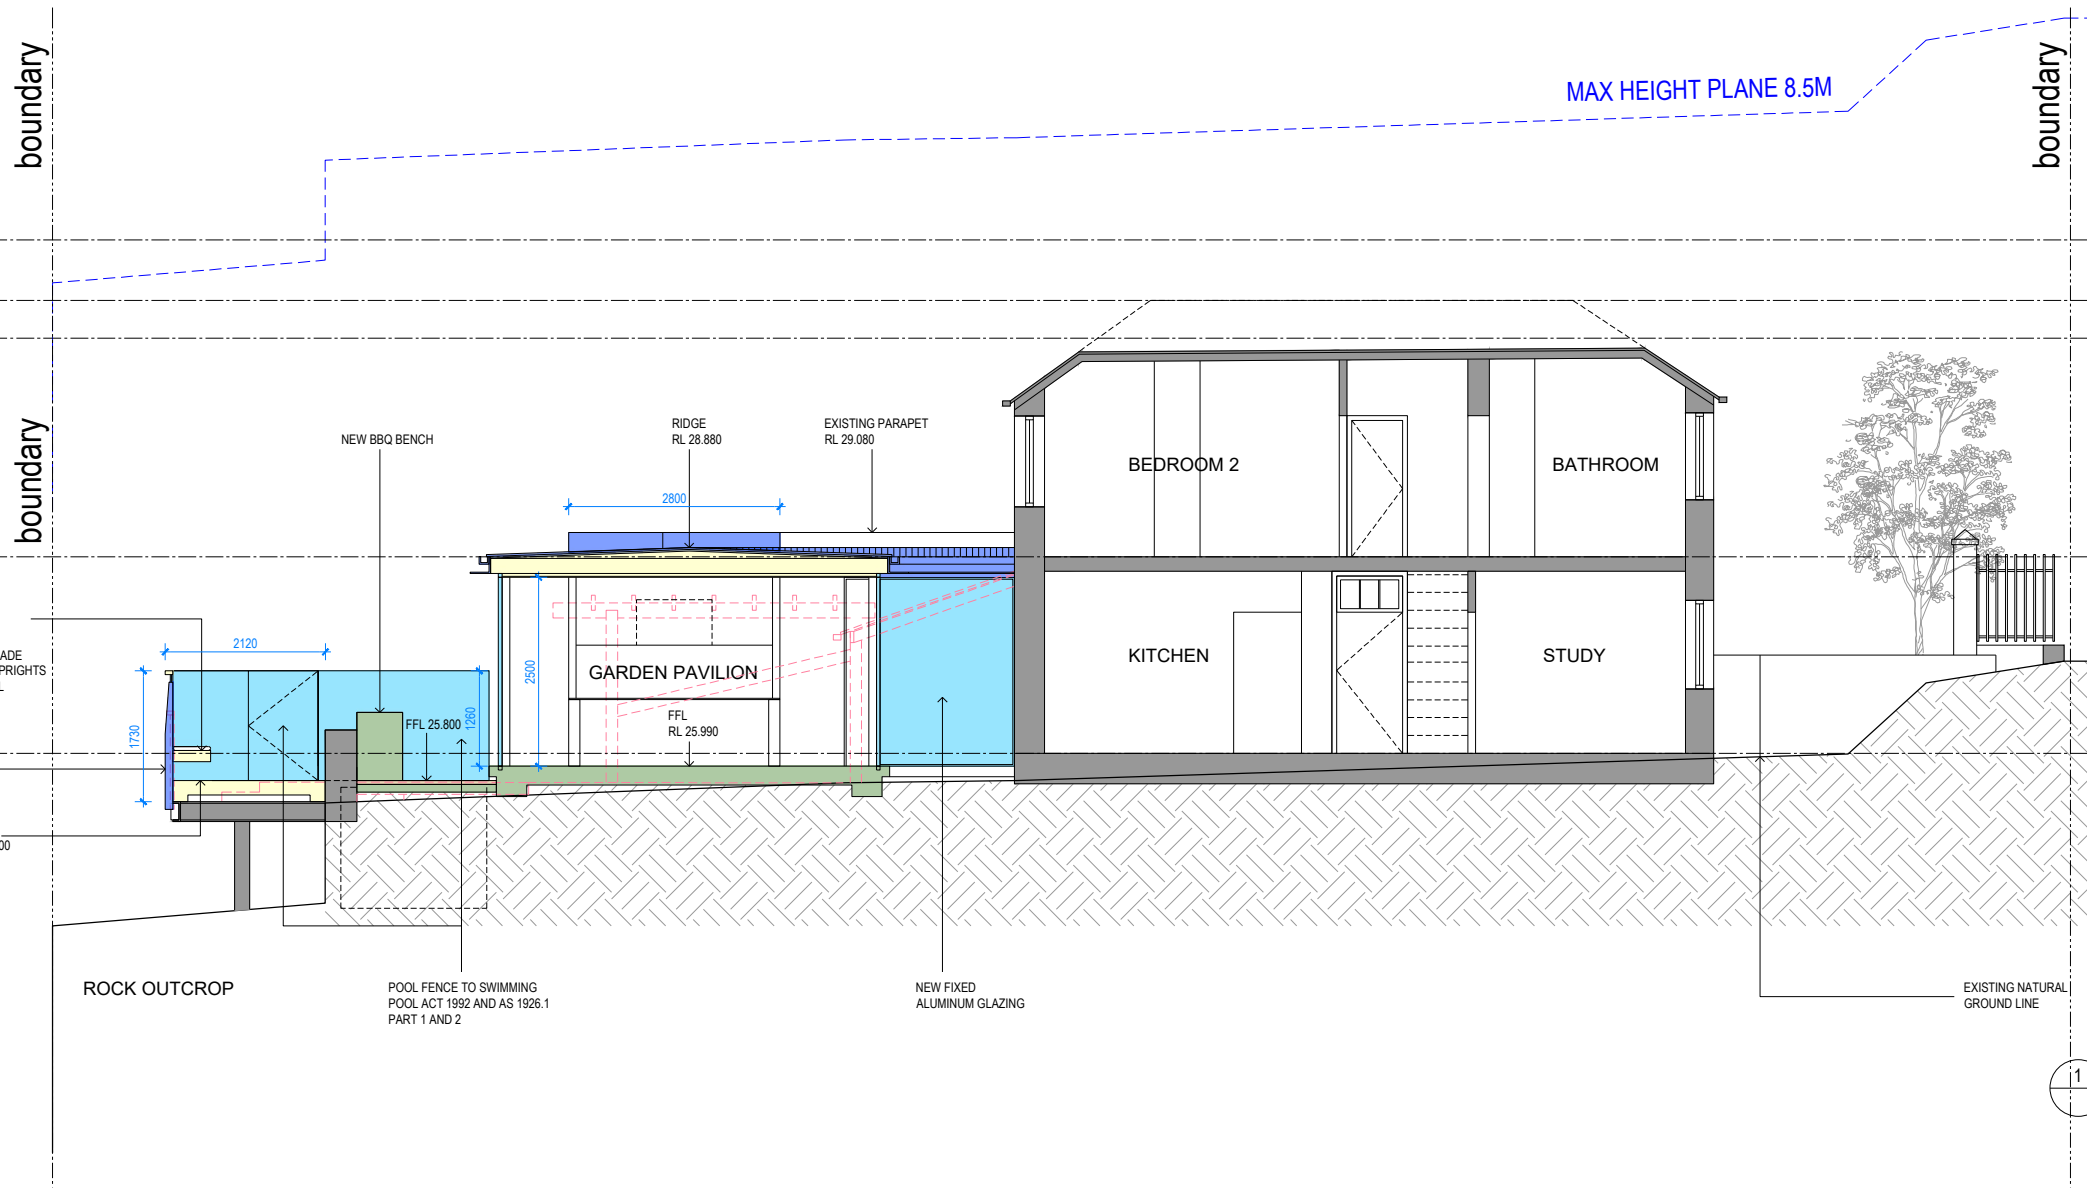 boundary
MAX HEIGHT PLANE 8.5M
boundary
boundary
NEW BBQ BENCH
RIDGE
RL 28.880
EXISTING PARAPET
RL 29.080
2800
BEDROOM 2
BATHROOM
2120
ADE
PRIGHTS
L
1730
FFL 25.800
1260
2500
GARDEN PAVILION
FFL
RL 25.990
KITCHEN
STUDY
00
ROCK OUTCROP
POOL FENCE TO SWIMMING
POOL ACT 1992 AND AS 1926.1
PART 1 AND 2
NEW FIXED
ALUMINUM GLAZING
EXISTING NATURAL
GROUND LINE
1